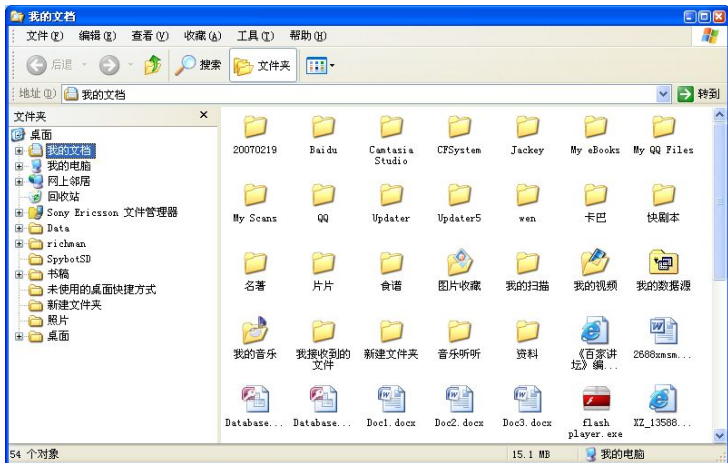 我的文档
文件(F) 编辑(E) 查看(V) 收藏(A) 工具(T) 帮助(H)
后退 搜索 文件夹
地址(D) 我的文档 转到
文件夹 ×
桌面
我的文档
我的电脑
网上邻居
回收站
Sony Ericsson 文件管理器
Data
richman
SpybotSD
书稿
未使用的桌面快捷方式
新建文件夹
照片
桌面
20070219 Baidu Camtasia Studio CFSystem Jackey My eBooks My QQ Files
My Scans QQ Updater Updater5 wen 卡巴 快剧本
名著 片片 食谱 图片收藏 我的扫描 我的视频 我的数据源
我的音乐 我接收到的文件 新建文件夹 音乐听听 资料 《百家讲坛》编... 2688xmsm...
Database... Database... Doc1.docx Doc2.docx Doc3.docx flash player.exe XZ_13588...
54 个对象 15.1 MB 我的电脑